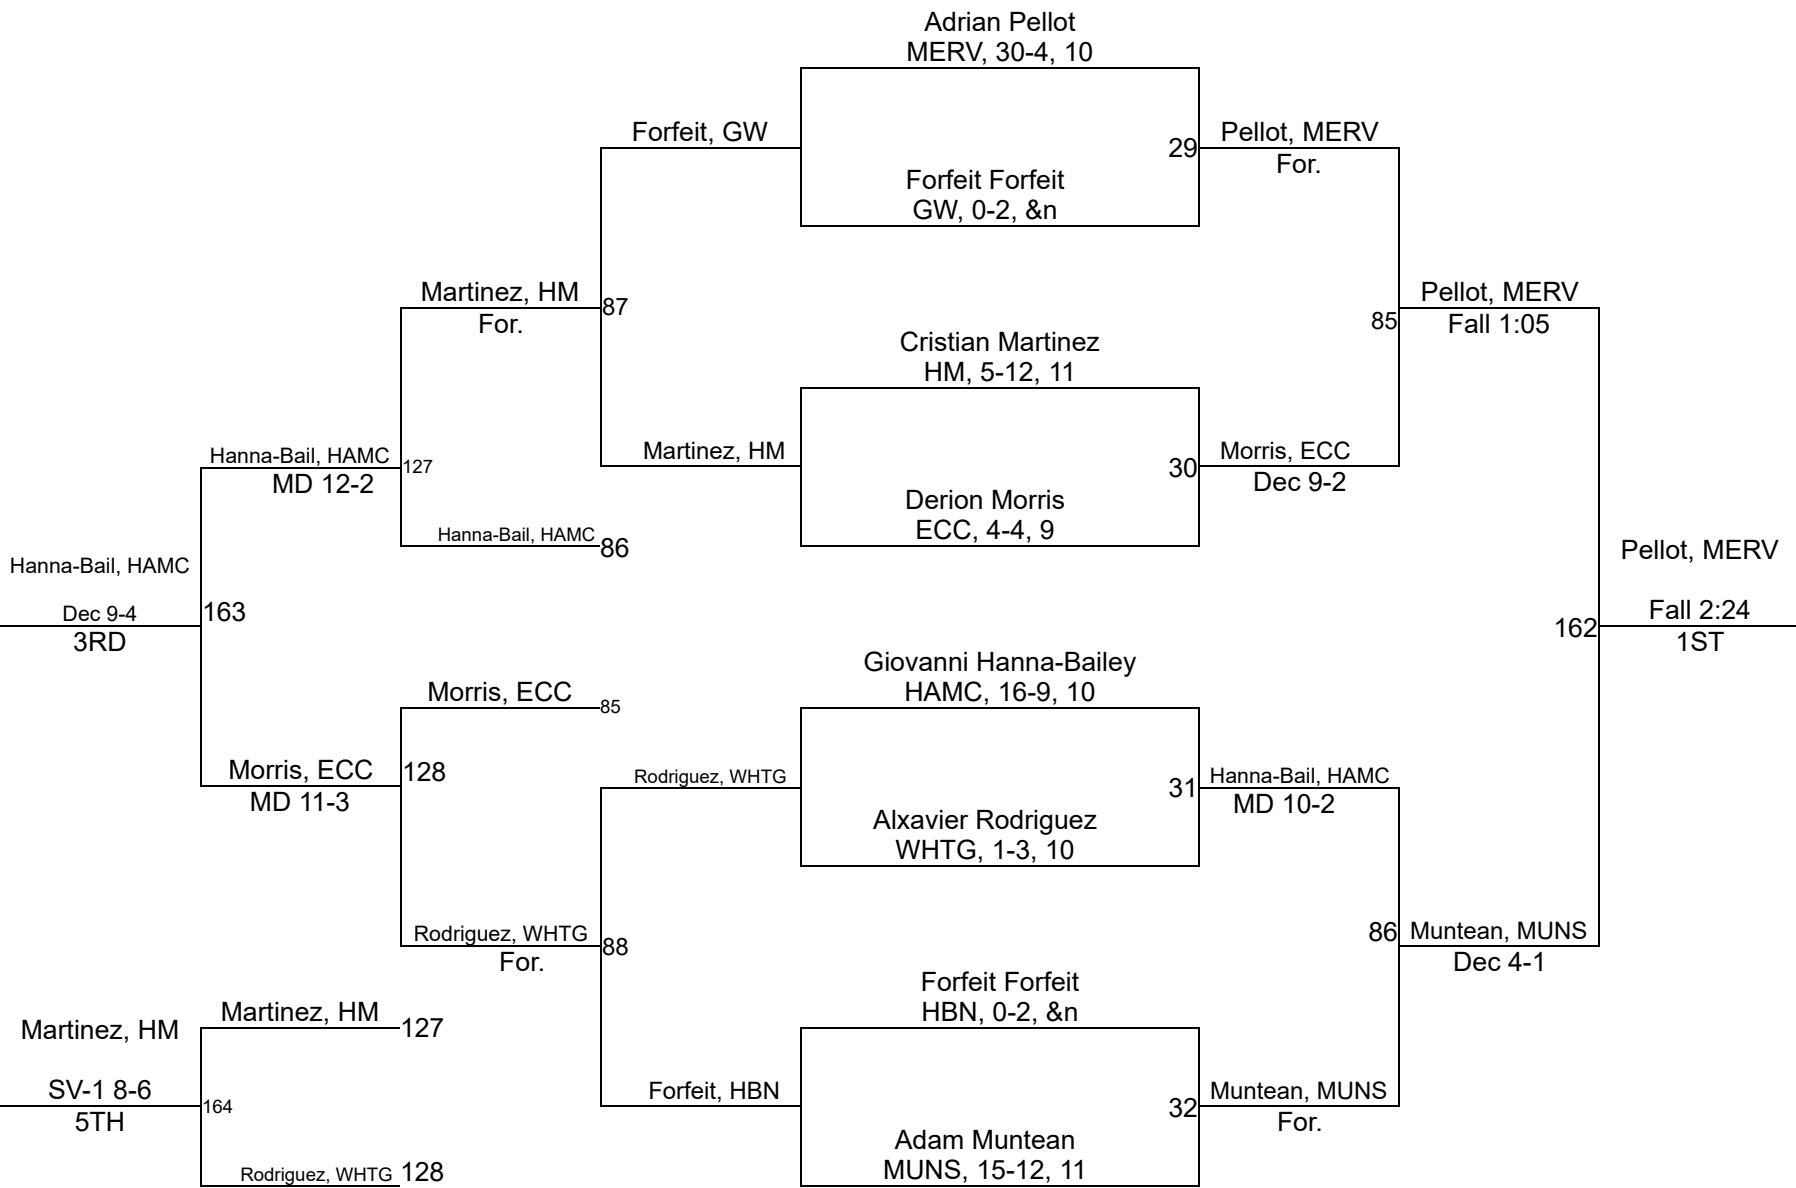 Adrian Pellot
MERV, 30-4, 10
Forfeit, GW
29
Pellot, MERV
For.
Forfeit Forfeit
GW, 0-2, &n
Martinez, HM
For.
87
85
Pellot, MERV
Fall 1:05
Cristian Martinez
HM, 5-12, 11
Hanna-Bail, HAMC
MD 12-2
127
Martinez, HM
30
Morris, ECC
Dec 9-2
Derion Morris
ECC, 4-4, 9
Hanna-Bail, HAMC
86
Hanna-Bail, HAMC
Dec 9-4
3RD
163
Pellot, MERV
Fall 2:24
1ST
162
Giovanni Hanna-Bailey
HAMC, 16-9, 10
Morris, ECC
85
Morris, ECC
MD 11-3
128
Rodriguez, WHTG
31
Hanna-Bail, HAMC
MD 10-2
Alxavier Rodriguez
WHTG, 1-3, 10
Rodriguez, WHTG
For.
88
86
Muntean, MUNS
Dec 4-1
Forfeit Forfeit
HBN, 0-2, &n
Martinez, HM
127
Martinez, HM
SV-1 8-6
5TH
164
Forfeit, HBN
32
Muntean, MUNS
For.
Adam Muntean
MUNS, 15-12, 11
Rodriguez, WHTG
128